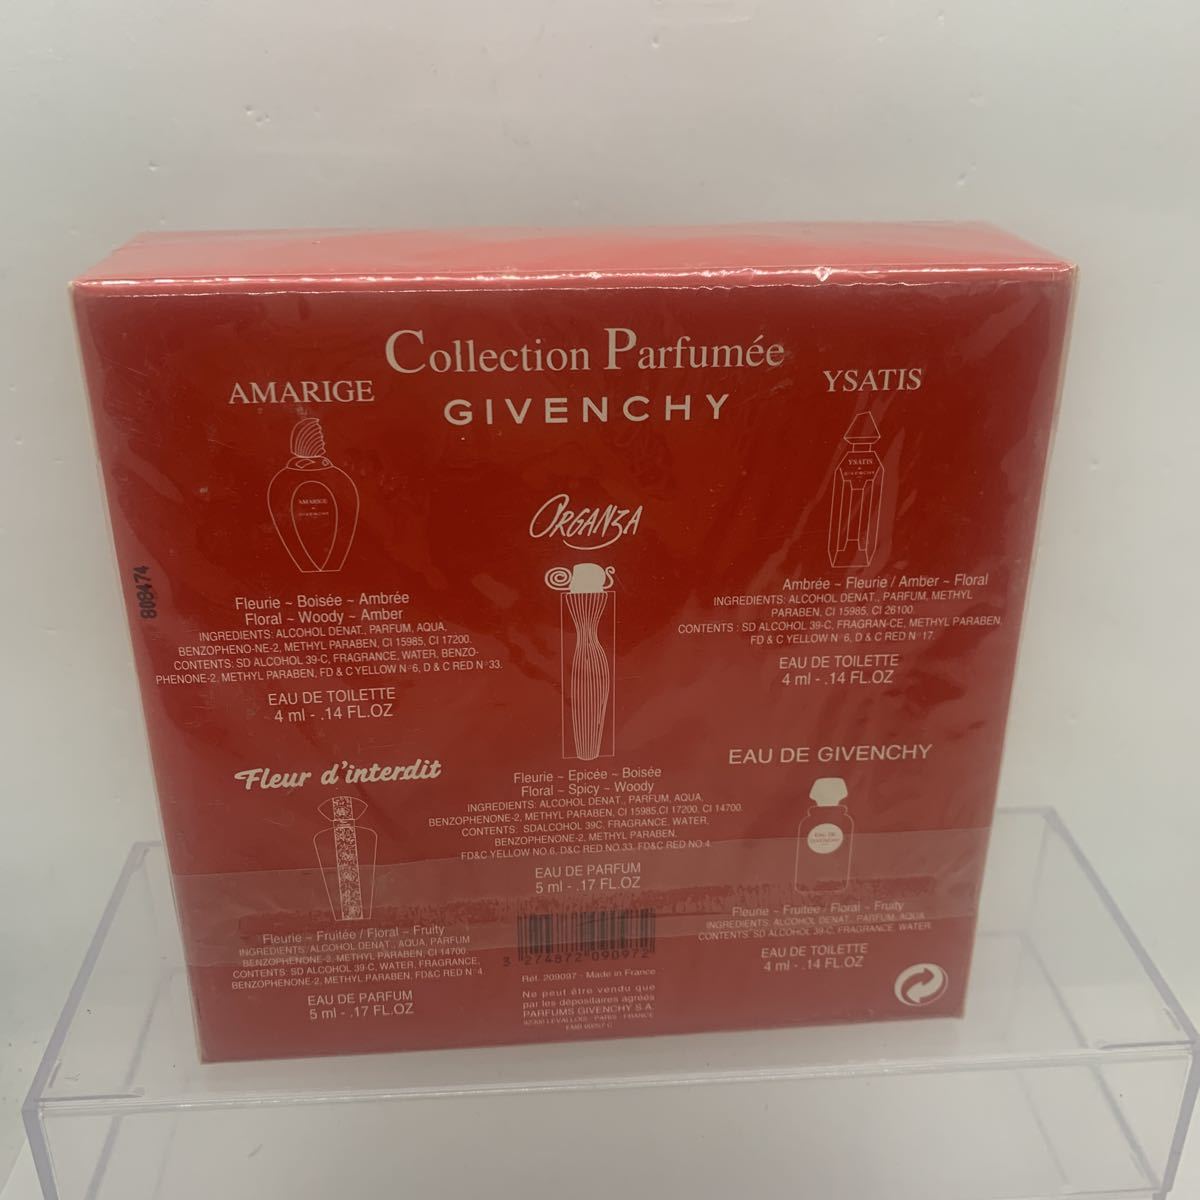 Collection Parfumée
GIVENCHY
AMARIGE
AMARIGE
GIVENCHY
Fleurie ~ Boisée ~ Ambrée
Floral ~ Woody ~ Amber
INGREDIENTS: ALCOHOL DENAT., PARFUM, AQUA,
BENZOPHENO-NE-2, METHYL PARABEN, CI 15985, CI 17200.
CONTENTS: SD ALCOHOL 39-C, FRAGRANCE, WATER, BENZO-
PHENONE-2, METHYL PARABEN, FD & C YELLOW N°6, D & C RED N°33.
EAU DE TOILETTE
4 ml - .14 FL.OZ
808474
YSATIS
YSATIS
GIVENCHY
Ambrée ~ Fleurie / Amber ~ Floral
INGREDIENTS: ALCOHOL DENAT., PARFUM, METHYL
PARABEN, CI 15985, CI 26100.
CONTENTS : SD ALCOHOL 39-C, FRAGRAN-CE, METHYL PARABEN,
FD & C YELLOW N°6, D & C RED N°17.
EAU DE TOILETTE
4 ml - .14 FL.OZ
ORGANZA
Fleurie ~ Epicée ~ Boisée
Floral ~ Spicy ~ Woody
INGREDIENTS: ALCOHOL DENAT., PARFUM, AQUA,
BENZOPHENONE-2, METHYL PARABEN, CI 15985,CI 17200, CI 14700.
CONTENTS: SDALCOHOL 39C, FRAGRANCE, WATER,
BENZOPHENONE-2, METHYL PARABEN,
FD&C YELLOW NO.6, D&C RED NO.33, FD&C RED NO.4.
EAU DE PARFUM
5 ml - .17 FL.OZ
Fleur d'interdit
Fleurie ~ Fruitée / Floral ~ Fruity
INGREDIENTS: ALCOHOL DENAT., AQUA, PARFUM
BENZOPHENONE-2, METHYL PARABEN, CI 14700
CONTENTS: SD ALCOHOL 39-C, WATER, FRAGRANCE,
BENZOPHENONE-2, METHYL PARABEN, FD&C RED N°4.
EAU DE PARFUM
5 ml - .17 FL.OZ
EAU DE GIVENCHY
EAU DE
GIVENCHY
Fleurie ~ Fruitée / Floral ~ Fruity
INGREDIENTS: ALCOHOL DENAT., PARFUM, AQUA.
CONTENTS: SD ALCOHOL 39-C, FRAGRANCE, WATER.
EAU DE TOILETTE
4 ml - .14 FL.OZ
3 274872 090972
Réf. 209097 - Made in France
Ne peut être vendu que
par les dépositaires agréés
PARFUMS GIVENCHY S.A.
92300 LEVALLOIS - PARIS - FRANCE